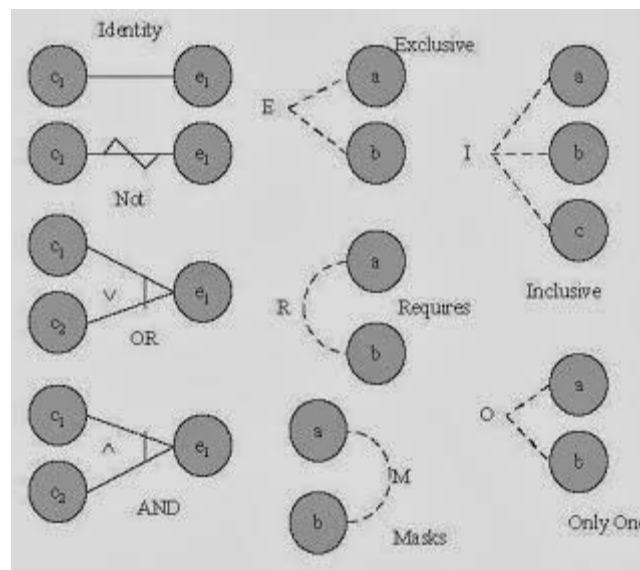 Identity
c1
e1
c1
e1
Not
c1
∨
c2
e1
OR
c1
∧
c2
e1
AND
Exclusive
E
a
b
R
a
b
Requires
a
M
b
Masks
I
a
b
c
Inclusive
O
a
b
Only One